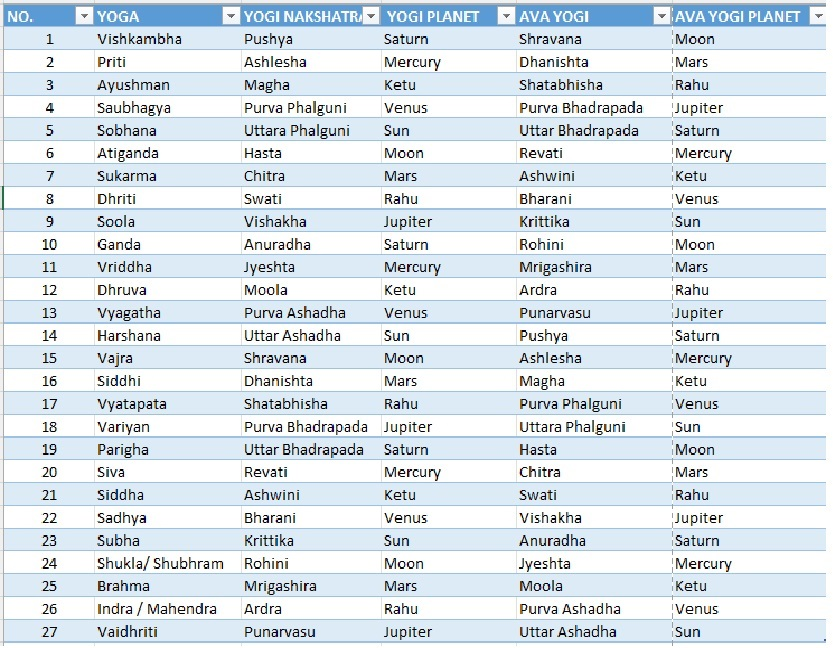 NO. YOGA YOGI NAKSHATRA YOGI PLANET AVA YOGI AVA YOGI PLANET
1 Vishkambha Pushya Saturn Shravana Moon
2 Priti Ashlesha Mercury Dhanishta Mars
3 Ayushman Magha Ketu Shatabhisha Rahu
4 Saubhagya Purva Phalguni Venus Purva Bhadrapada Jupiter
5 Sobhana Uttara Phalguni Sun Uttar Bhadrapada Saturn
6 Atiganda Hasta Moon Revati Mercury
7 Sukarma Chitra Mars Ashwini Ketu
8 Dhriti Swati Rahu Bharani Venus
9 Soola Vishakha Jupiter Krittika Sun
10 Ganda Anuradha Saturn Rohini Moon
11 Vriddha Jyeshta Mercury Mrigashira Mars
12 Dhruva Moola Ketu Ardra Rahu
13 Vyagatha Purva Ashadha Venus Punarvasu Jupiter
14 Harshana Uttar Ashadha Sun Pushya Saturn
15 Vajra Shravana Moon Ashlesha Mercury
16 Siddhi Dhanishta Mars Magha Ketu
17 Vyatapata Shatabhisha Rahu Purva Phalguni Venus
18 Variyan Purva Bhadrapada Jupiter Uttara Phalguni Sun
19 Parigha Uttar Bhadrapada Saturn Hasta Moon
20 Siva Revati Mercury Chitra Mars
21 Siddha Ashwini Ketu Swati Rahu
22 Sadhya Bharani Venus Vishakha Jupiter
23 Subha Krittika Sun Anuradha Saturn
24 Shukla/ Shubhram Rohini Moon Jyeshta Mercury
25 Brahma Mrigashira Mars Moola Ketu
26 Indra / Mahendra Ardra Rahu Purva Ashadha Venus
27 Vaidhriti Punarvasu Jupiter Uttar Ashadha Sun